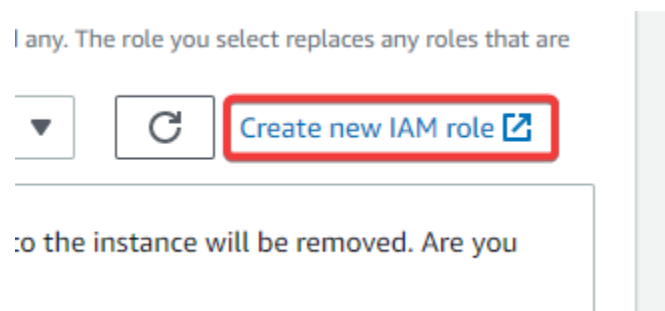 any. The role you select replaces any roles that are
Create new IAM role
to the instance will be removed. Are you